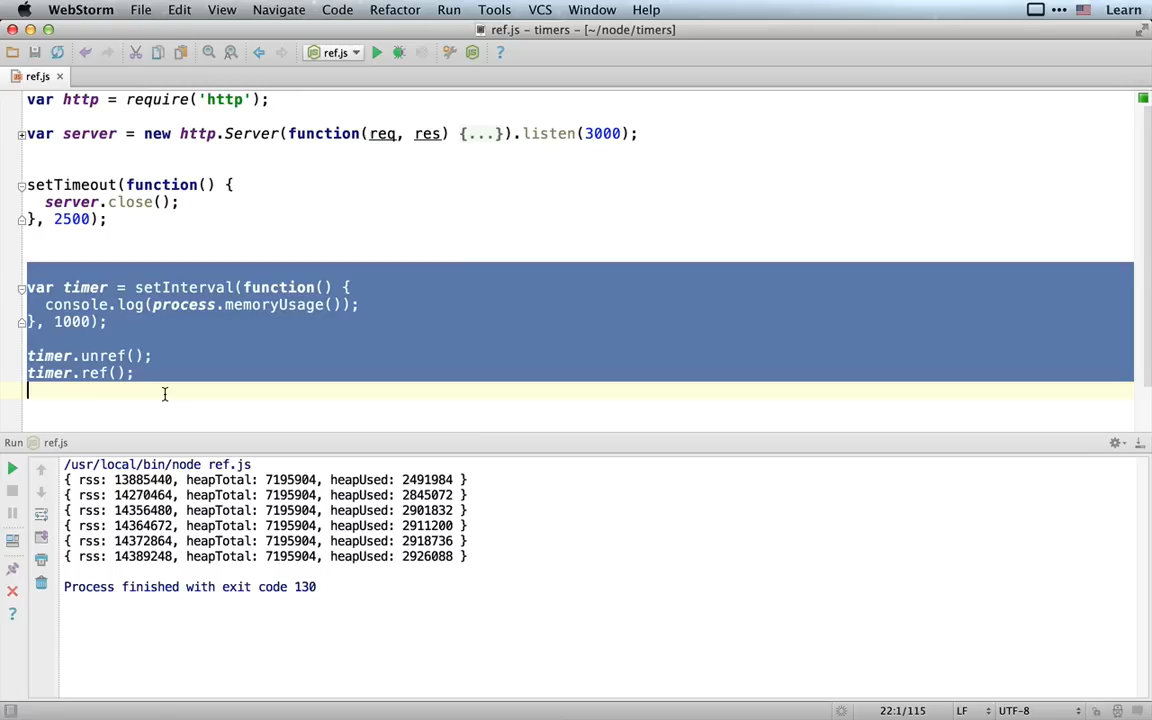 WebStorm File Edit View Navigate Code Refactor Run Tools VCS Window Help Learn
ref.js – timers – [~/node/timers]
ref.js
ref.js
var http = require('http');
var server = new http.Server(function(req, res) {...}).listen(3000);
setTimeout(function() {
server.close();
}, 2500);
var timer = setInterval(function() {
console.log(process.memoryUsage());
}, 1000);
timer.unref();
timer.ref();
Run ref.js
/usr/local/bin/node ref.js
{ rss: 13885440, heapTotal: 7195904, heapUsed: 2491984 }
{ rss: 14270464, heapTotal: 7195904, heapUsed: 2845072 }
{ rss: 14356480, heapTotal: 7195904, heapUsed: 2901832 }
{ rss: 14364672, heapTotal: 7195904, heapUsed: 2911200 }
{ rss: 14372864, heapTotal: 7195904, heapUsed: 2918736 }
{ rss: 14389248, heapTotal: 7195904, heapUsed: 2926088 }
Process finished with exit code 130
22:1/115 LF UTF-8